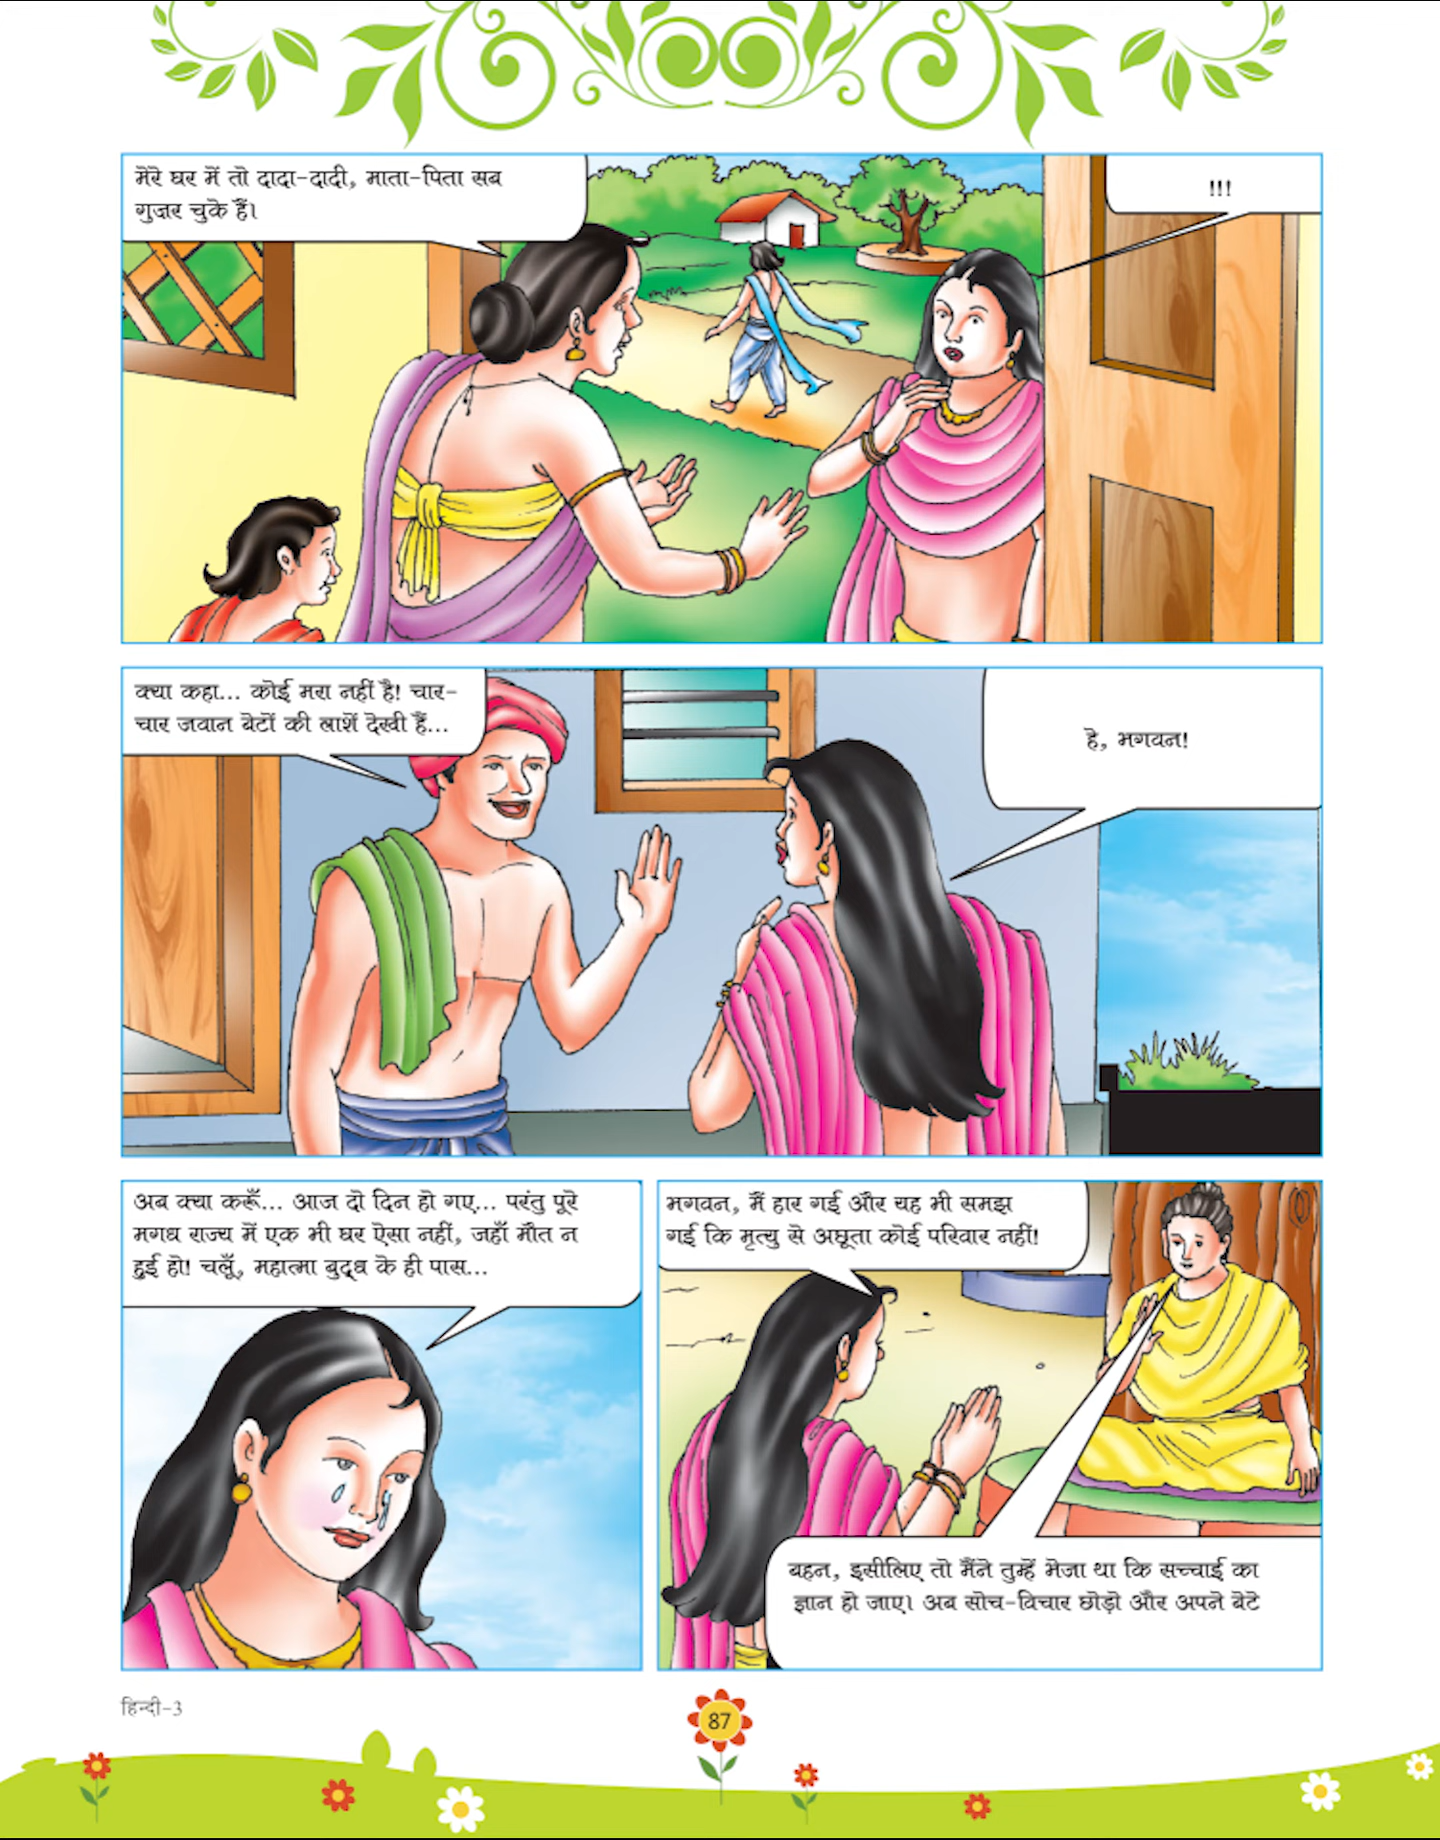 मेरे घर में तो दादा-दादी, माता-पिता सब
गुज़र चुके हैं।
!!!
क्या कहा... कोई मरा नहीं है! चार-
चार जवान बेटों की लाशें देखी हैं...
हे, भगवन!
अब क्या करूँ... आज दो दिन हो गए... परंतु पूरे
मगध राज्य में एक भी घर ऐसा नहीं, जहाँ मौत न
हुई हो! चलूँ, महात्मा बुद्ध के ही पास...
भगवन, मैं हार गई और यह भी समझ
गई कि मृत्यु से अछूता कोई परिवार नहीं!
बहन, इसीलिए तो मैंने तुम्हें भेजा था कि सच्चाई का
ज्ञान हो जाए। अब सोच-विचार छोड़ो और अपने बेटे
हिन्दी-3
87